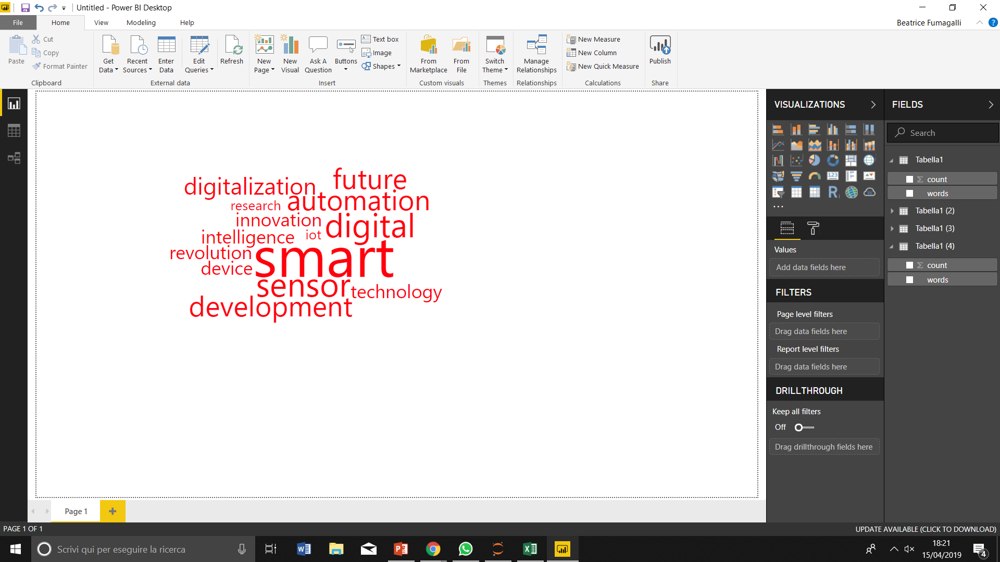 Untitled - Power BI Desktop
File Home View Modeling Help
Beatrice Fumagalli
?
Paste
Cut
Copy
Format Painter
Clipboard
Get Data
Recent Sources
Enter Data
Edit Queries
Refresh
External data
New Page
New Visual
Ask A Question
Buttons
Text box
Image
Shapes
Insert
From Marketplace
From File
Custom visuals
Switch Theme
Themes
Manage Relationships
Relationships
New Measure
New Column
New Quick Measure
Calculations
Publish
Share
future
digitalization
automation
research
innovation
digital
intelligence
iot
revolution
smart
device
sensor
technology
development
VISUALIZATIONS
123
R
Values
Add data fields here
FILTERS
Page level filters
Drag data fields here
Report level filters
Drag data fields here
DRILLTHROUGH
Keep all filters
Off
Drag drillthrough fields here
FIELDS
Search
Tabella1
Σ count
words
Tabella1 (2)
Tabella1 (3)
Tabella1 (4)
Σ count
words
Page 1
PAGE 1 OF 1
UPDATE AVAILABLE (CLICK TO DOWNLOAD)
Scrivi qui per eseguire la ricerca
18:21
15/04/2019
4